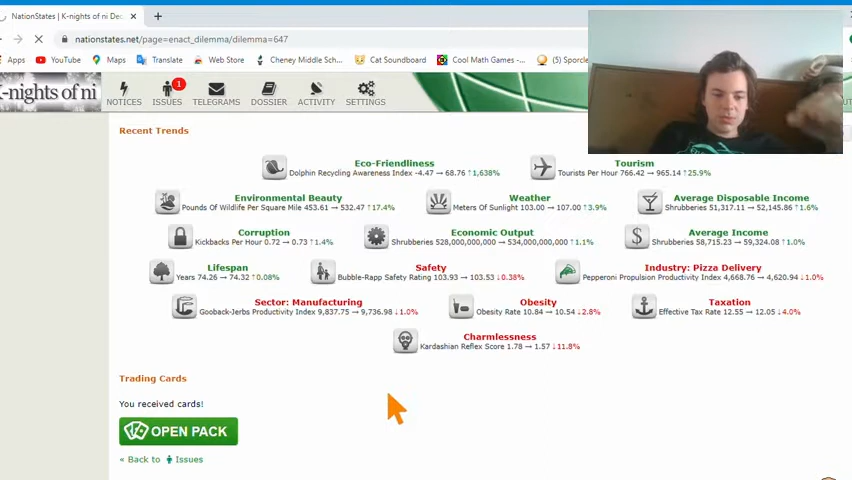 NationStates | K-nights of ni Dec
nationstates.net/page=enact_dilemma/dilemma=647
Apps YouTube Maps Translate Web Store Cheney Middle Sch... Cat Soundboard Cool Math Games -... (5) Sporcle
K-nights of ni
NOTICES ISSUES 1 TELEGRAMS DOSSIER ACTIVITY SETTINGS
Recent Trends
Eco-Friendliness
Dolphin Recycling Awareness Index -4.47 → 68.76 ↑1,638%
Tourism
Tourists Per Hour 766.42 → 965.14 ↑25.9%
Environmental Beauty
Pounds Of Wildlife Per Square Mile 453.61 → 532.47 ↑17.4%
Weather
Meters Of Sunlight 103.00 → 107.00 ↑3.9%
Average Disposable Income
Shrubberies 51,317.11 → 52,145.86 ↑1.6%
Corruption
Kickbacks Per Hour 0.72 → 0.73 ↑1.4%
Economic Output
Shrubberies 528,000,000,000 → 534,000,000,000 ↑1.1%
Average Income
Shrubberies 58,715.23 → 59,324.08 ↑1.0%
Lifespan
Years 74.26 → 74.32 ↑0.08%
Safety
Bubble-Rapp Safety Rating 103.93 → 103.53 ↓0.38%
Industry: Pizza Delivery
Pepperoni Propulsion Productivity Index 4,668.76 → 4,620.94 ↓1.0%
Sector: Manufacturing
Gooback-Jerbs Productivity Index 9,837.75 → 9,736.98 ↓1.0%
Obesity
Obesity Rate 10.84 → 10.54 ↓2.8%
Taxation
Effective Tax Rate 12.55 → 12.05 ↓4.0%
Charmlessness
Kardashian Reflex Score 1.78 → 1.57 ↓11.8%
Trading Cards
You received cards!
OPEN PACK
« Back to Issues